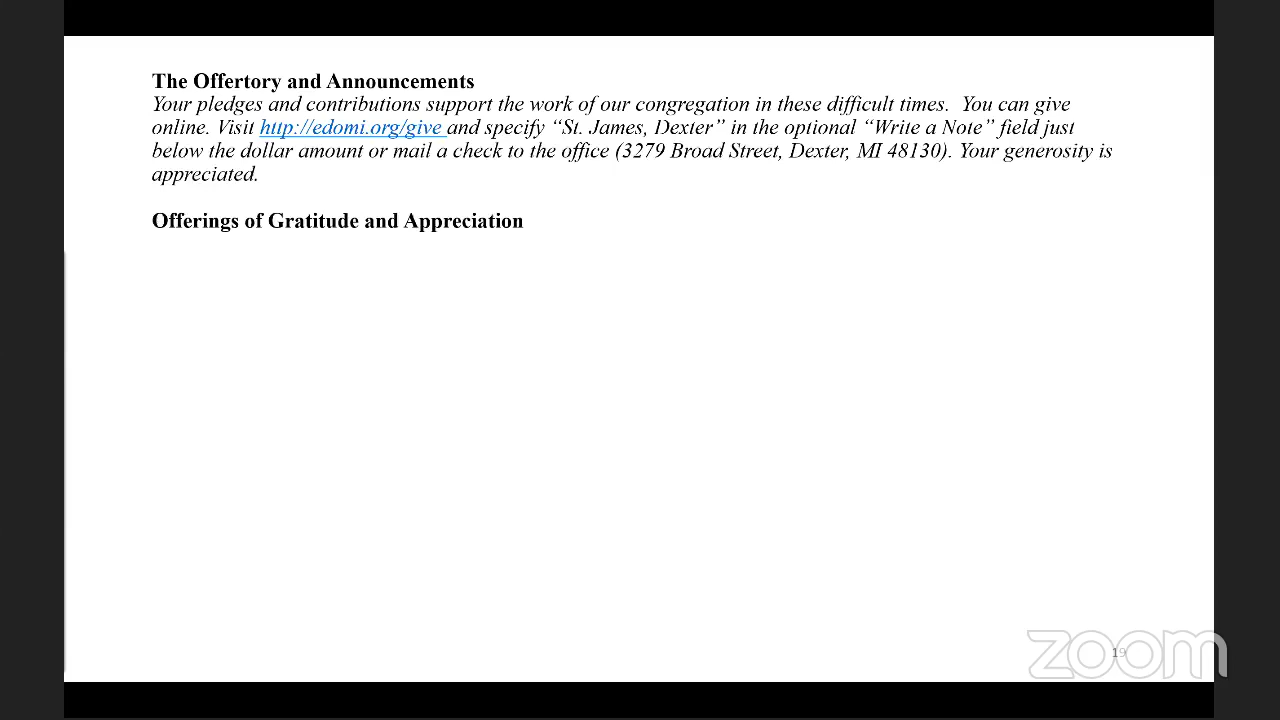 The Offertory and Announcements
Your pledges and contributions support the work of our congregation in these difficult times.  You can give
online. Visit http://edomi.org/give and specify “St. James, Dexter” in the optional “Write a Note” field just
below the dollar amount or mail a check to the office (3279 Broad Street, Dexter, MI 48130). Your generosity is
appreciated.
Offerings of Gratitude and Appreciation
19
zoom